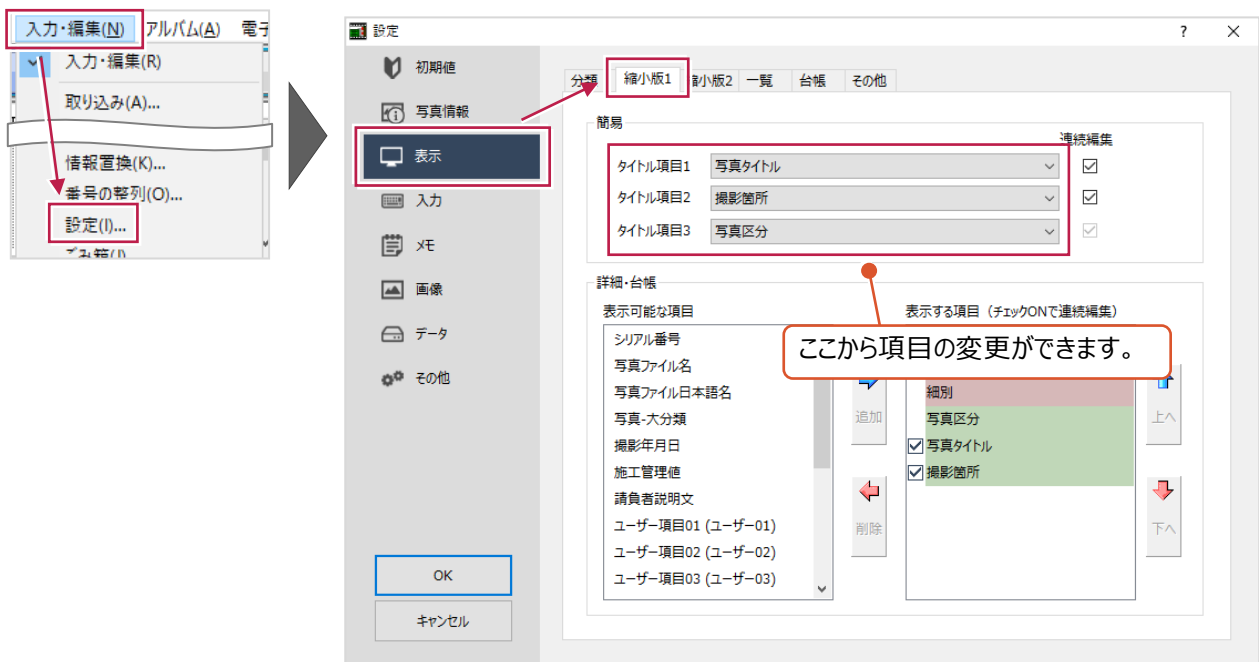 入力・編集(N) アルバム(A) 電子
入力・編集(R)
取り込み(A)...
情報置換(K)...
番号の整列(O)...
設定(I)...
ごみ箱(J)
設定
? ×
初期値
写真情報
表示
入力
メモ
画像
データ
その他
OK
キャンセル
分類 縮小版1 縮小版2 一覧 台帳 その他
簡易
連続編集
タイトル項目1 写真タイトル
タイトル項目2 撮影箇所
タイトル項目3 写真区分
詳細・台帳
表示可能な項目
シリアル番号
写真ファイル名
写真ファイル日本語名
写真-大分類
撮影年月日
施工管理値
請負者説明文
ユーザー項目01 (ユーザー01)
ユーザー項目02 (ユーザー02)
ユーザー項目03 (ユーザー03)
追加
削除
表示する項目 (チェックONで連続編集)
細別
写真区分
写真タイトル
撮影箇所
上へ
下へ
ここから項目の変更ができます。